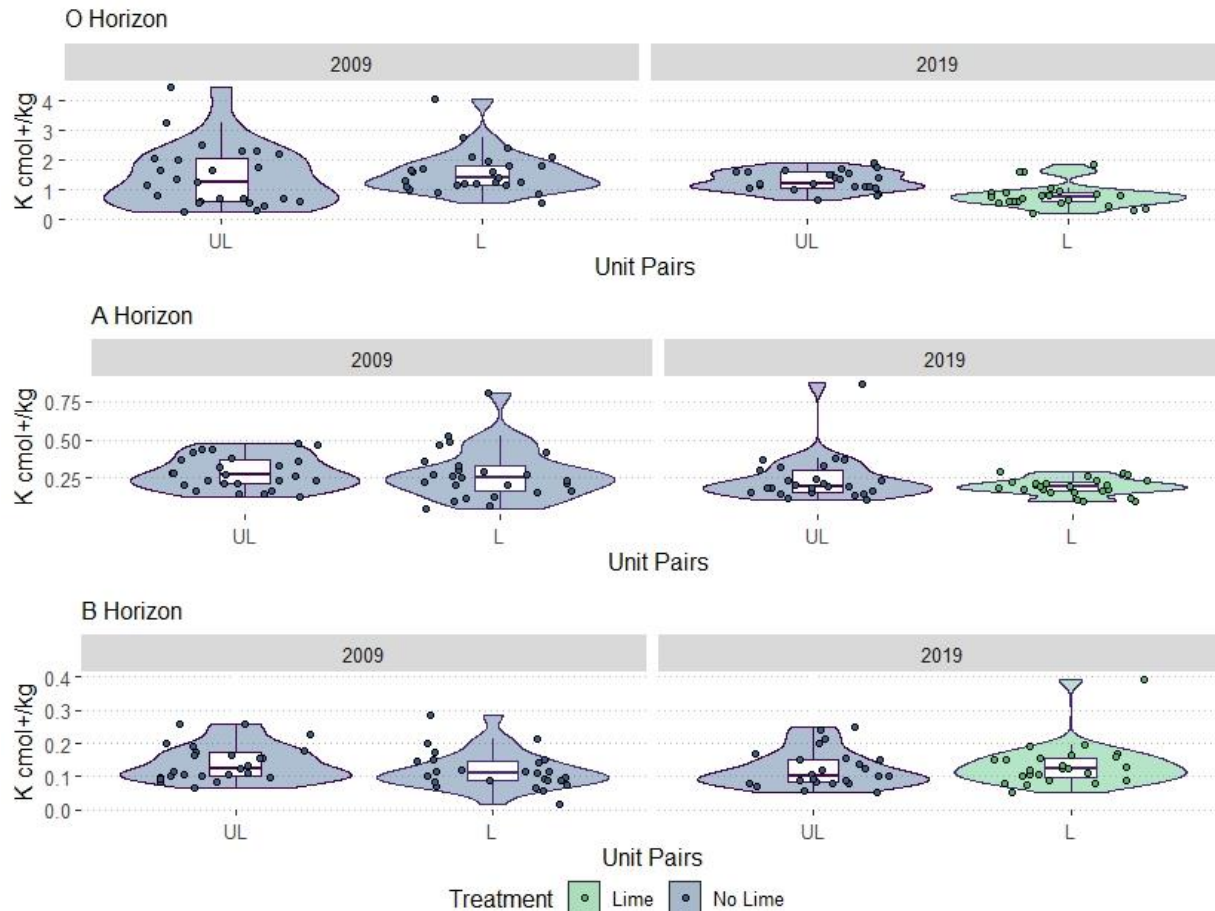 O Horizon
2009 2019
K cmol+/kg
4
3
2
1
0
UL L UL L
Unit Pairs
A Horizon
2009 2019
K cmol+/kg
0.75
0.50
0.25
UL L UL L
Unit Pairs
B Horizon
2009 2019
K cmol+/kg
0.4
0.3
0.2
0.1
0.0
UL L UL L
Unit Pairs
Treatment Lime No Lime